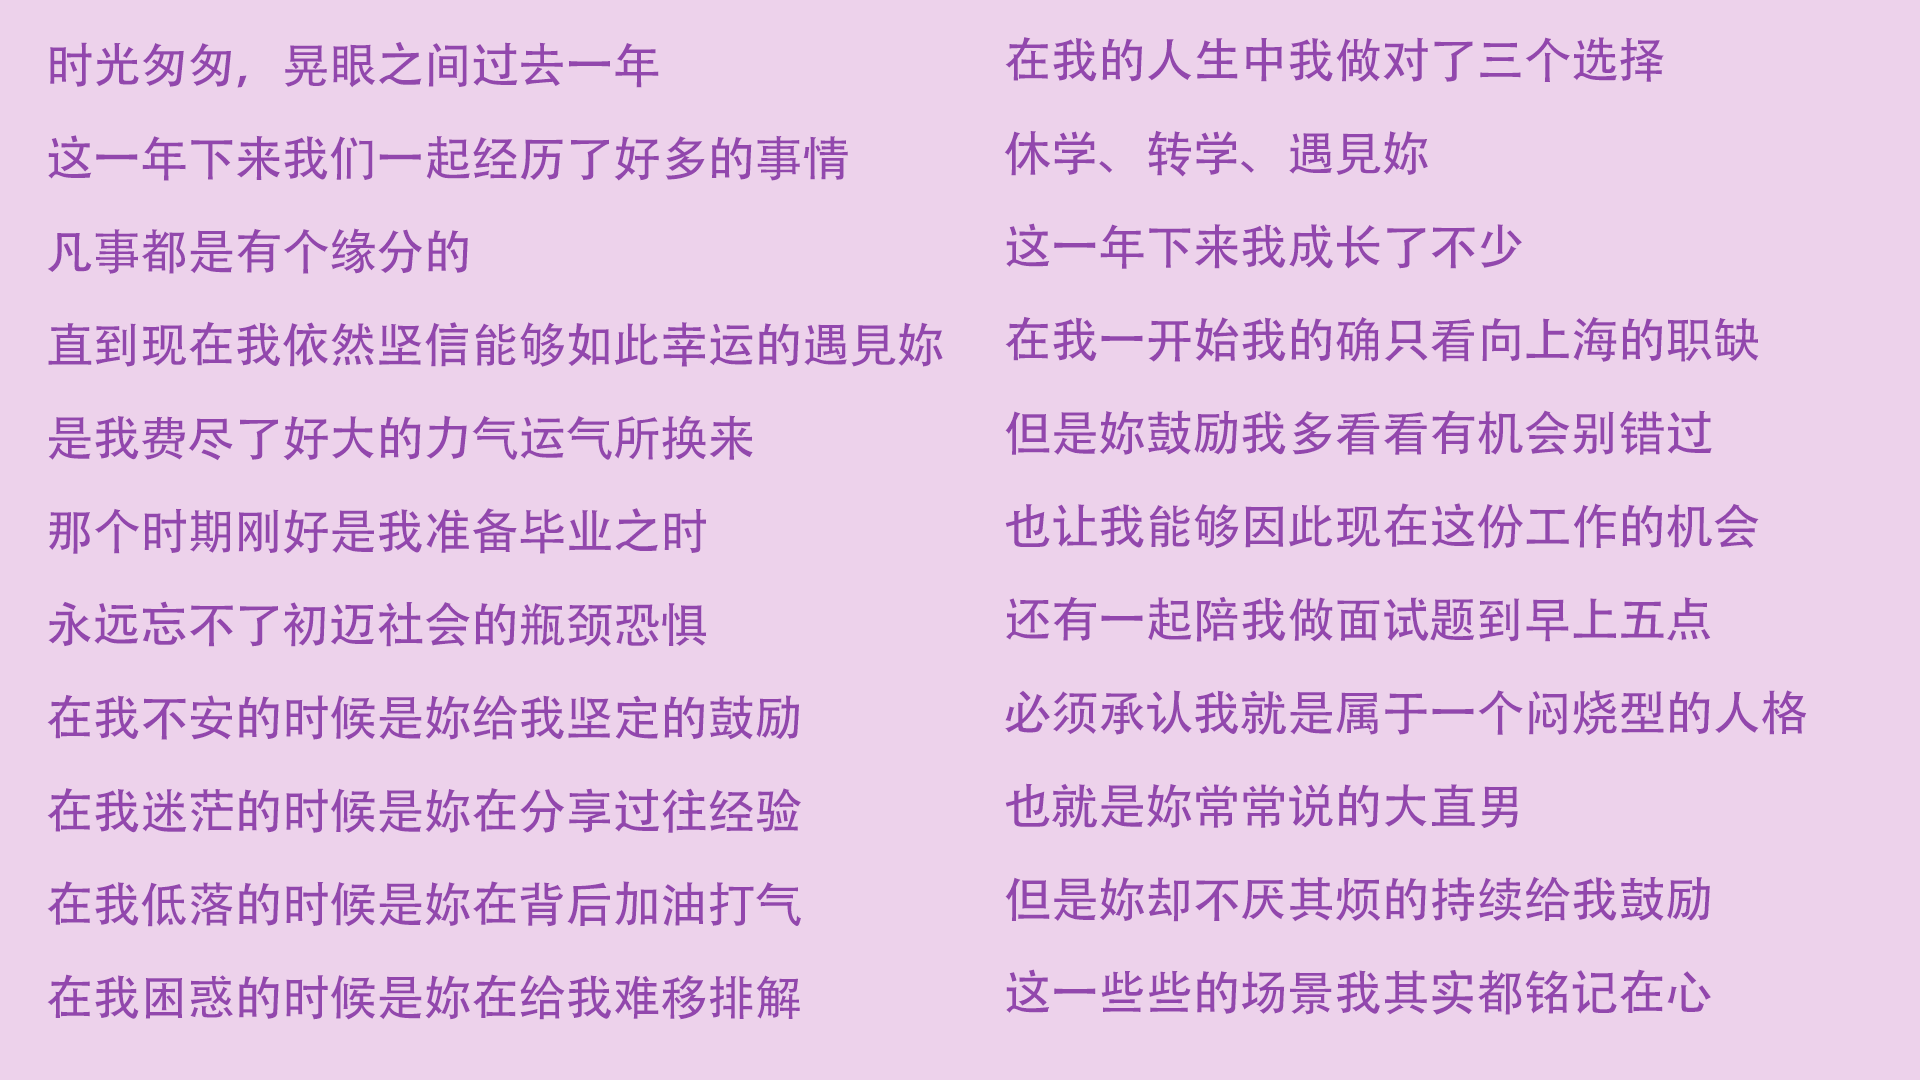 时光匆匆，晃眼之间过去一年
这一年下来我们一起经历了好多的事情
凡事都是有个缘分的
直到现在我依然坚信能够如此幸运的遇見妳
是我费尽了好大的力气运气所换来
那个时期刚好是我准备毕业之时
永远忘不了初迈社会的瓶颈恐惧
在我不安的时候是妳给我坚定的鼓励
在我迷茫的时候是妳在分享过往经验
在我低落的时候是妳在背后加油打气
在我困惑的时候是妳在给我难移排解
在我的人生中我做对了三个选择
休学、转学、遇見妳
这一年下来我成长了不少
在我一开始我的确只看向上海的职缺
但是妳鼓励我多看看有机会别错过
也让我能够因此现在这份工作的机会
还有一起陪我做面试题到早上五点
必须承认我就是属于一个闷烧型的人格
也就是妳常常说的大直男
但是妳却不厌其烦的持续给我鼓励
这一些些的场景我其实都铭记在心